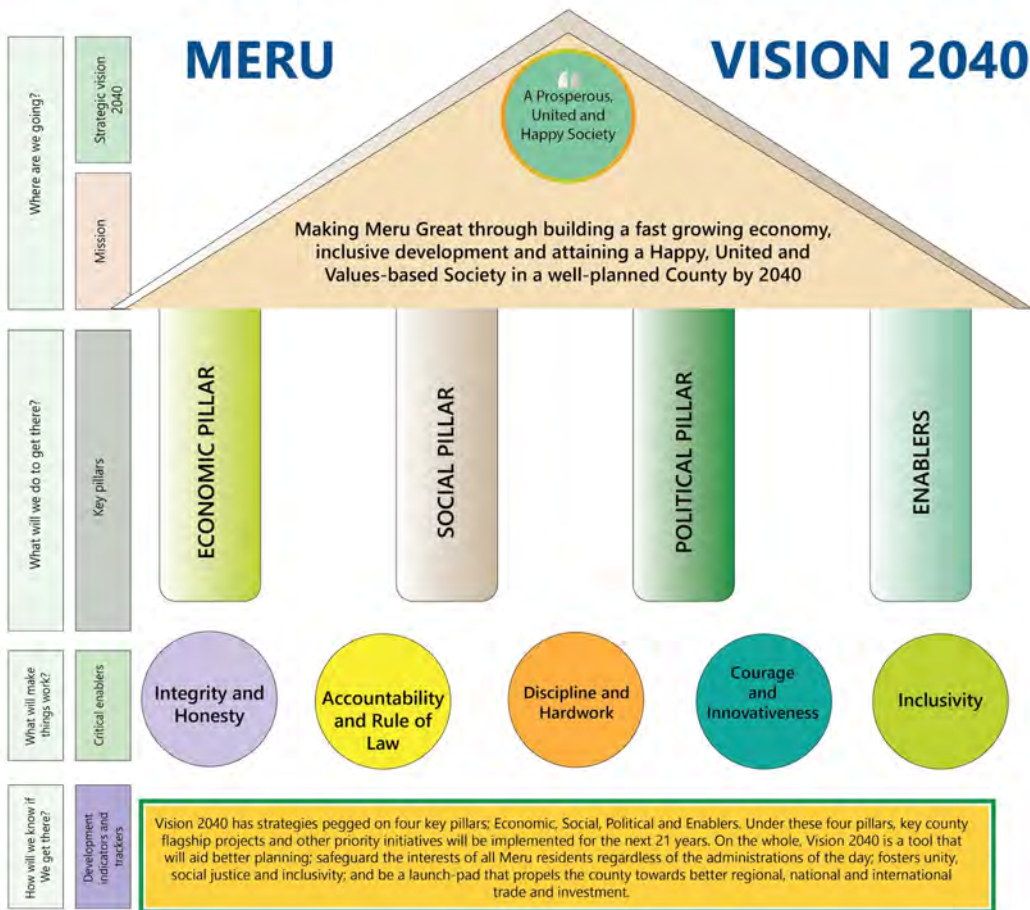 MERU VISION 2040
Where are we going?
Strategic vision
2040
Mission
“
A Prosperous,
United and
Happy Society
Making Meru Great through building a fast growing economy,
inclusive development and attaining a Happy, United and
Values-based Society in a well-planned County by 2040
What will we do to get there?
Key pillars
ECONOMIC PILLAR
SOCIAL PILLAR
POLITICAL PILLAR
ENABLERS
What will make
things work?
Critical enablers
Integrity and
Honesty
Accountability
and Rule of
Law
Discipline and
Hardwork
Courage
and
Innovativeness
Inclusivity
How will we know if
We get there?
Development
indicators and
trackers
Vision 2040 has strategies pegged on four key pillars; Economic, Social, Political and Enablers. Under these four pillars, key county
flagship projects and other priority initiatives will be implemented for the next 21 years. On the whole, Vision 2040 is a tool that
will aid better planning; safeguard the interests of all Meru residents regardless of the administrations of the day; fosters unity,
social justice and inclusivity; and be a launch-pad that propels the county towards better regional, national and international
trade and investment.